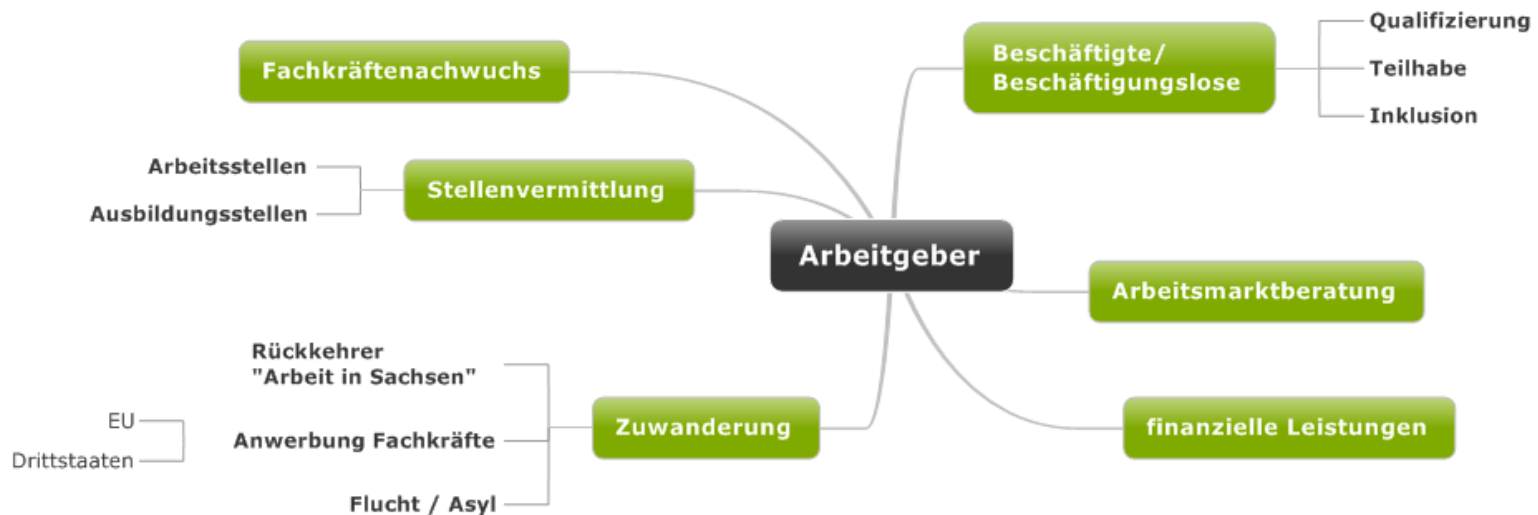 Fachkräftenachwuchs
Arbeitsstellen
Ausbildungsstellen
Stellenvermittlung
Arbeitgeber
Beschäftigte/
Beschäftigungslose
Qualifizierung
Teilhabe
Inklusion
Arbeitsmarktberatung
finanzielle Leistungen
Zuwanderung
Rückkehrer
"Arbeit in Sachsen"
Anwerbung Fachkräfte
EU
Drittstaaten
Flucht / Asyl